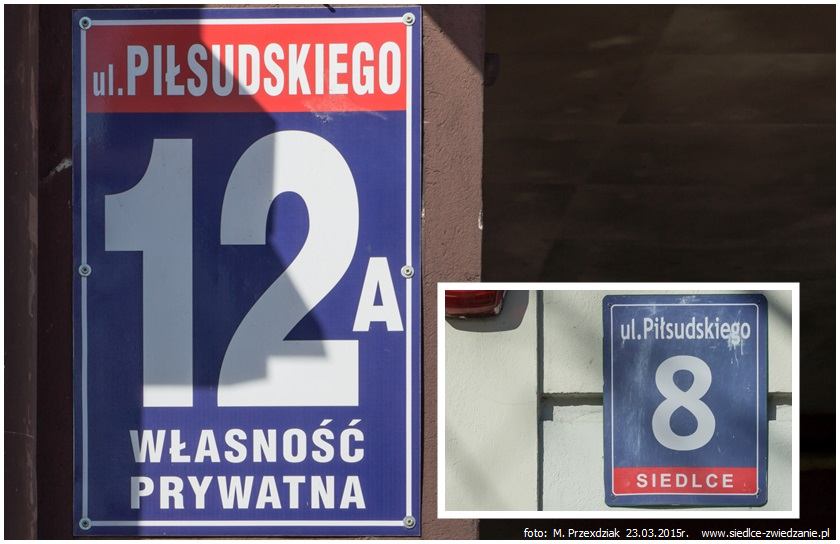 ul.PIŁSUDSKIEGO
12A
WŁASNOŚĆ
PRYWATNA
ul.Piłsudskiego
8
SIEDLCE
foto: M. Przexdziak 23.03.2015r. www.siedlce-zwiedzanie.pl